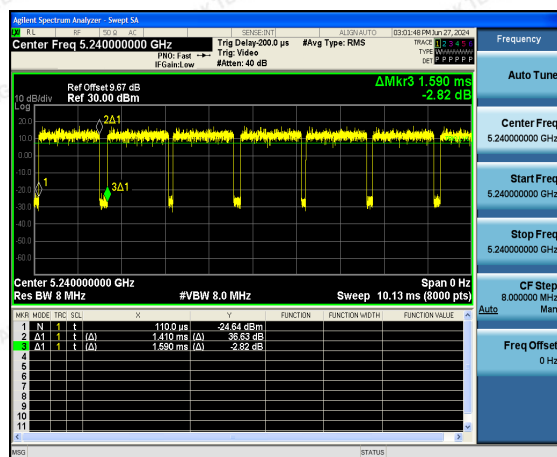 Agilent Spectrum Analyzer - Swept SA
RL RF 50 Ω AC SENSE:INT ALIGN AUTO 03:01:48 PM Jun 27, 2024
Center Freq 5.240000000 GHz
PNO: Fast
IFGain:Low
Trig Delay-200.0 µs
Trig: Video
#Atten: 40 dB
#Avg Type: RMS
TRACE 1 2 3 4 5 6
TYPE
DET P P P P P P
Frequency
Auto Tune
Center Freq
5.240000000 GHz
Start Freq
5.240000000 GHz
Stop Freq
5.240000000 GHz
CF Step
8.000000 MHz
Auto Man
Freq Offset
0 Hz
ΔMkr3 1.590 ms
-2.82 dB
Ref Offset 9.67 dB
10 dB/div Ref 30.00 dBm
Log
20.0
10.0
0.00
-10.0
-20.0
-30.0
-40.0
-50.0
-60.0
1
2Δ1
3Δ1
Center 5.240000000 GHz Span 0 Hz
Res BW 8 MHz #VBW 8.0 MHz Sweep 10.13 ms (8000 pts)
MKR MODE TRC SCL X Y FUNCTION FUNCTION WIDTH FUNCTION VALUE
1 N 1 t 110.0 µs -24.64 dBm
2 Δ1 1 t (Δ) 1.410 ms (Δ) 36.63 dB
3 Δ1 1 t (Δ) 1.590 ms (Δ) -2.82 dB
4
5
6
7
8
9
10
11
MSG STATUS